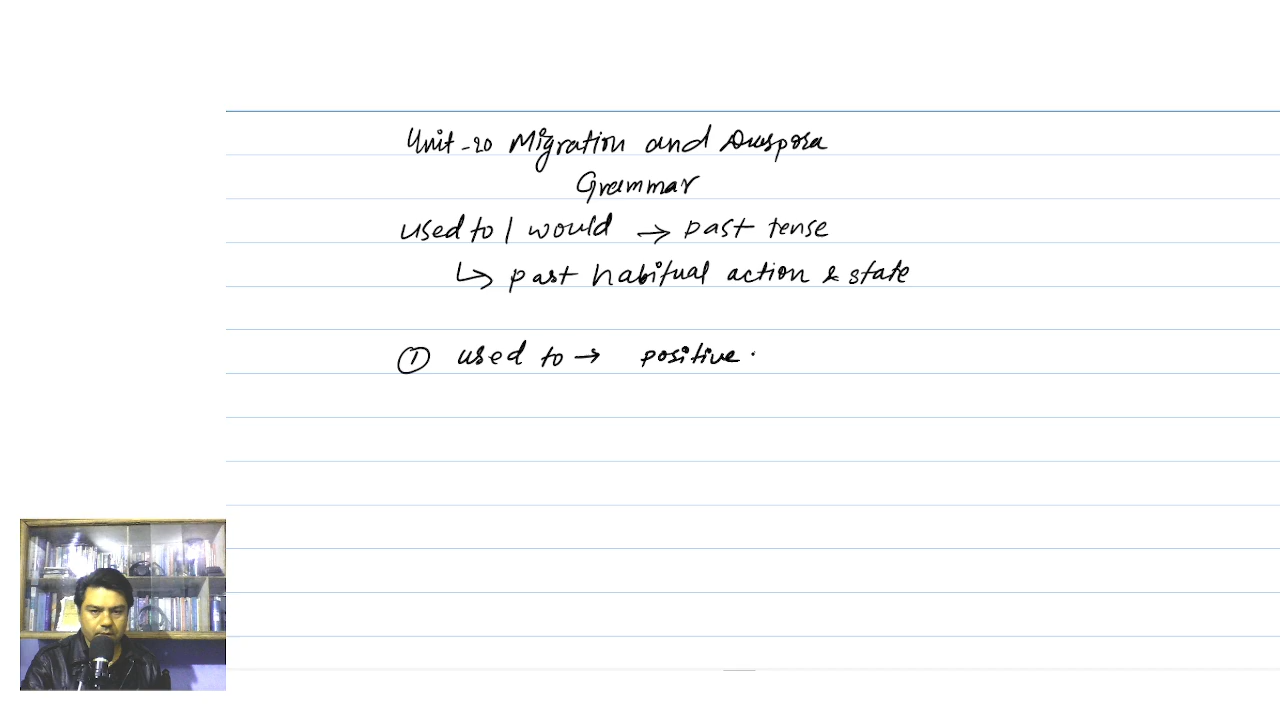 Unit-20 Migration and Diaspora
Grammar
used to / would → past tense
↳ past habitual action & state
① used to → positive.